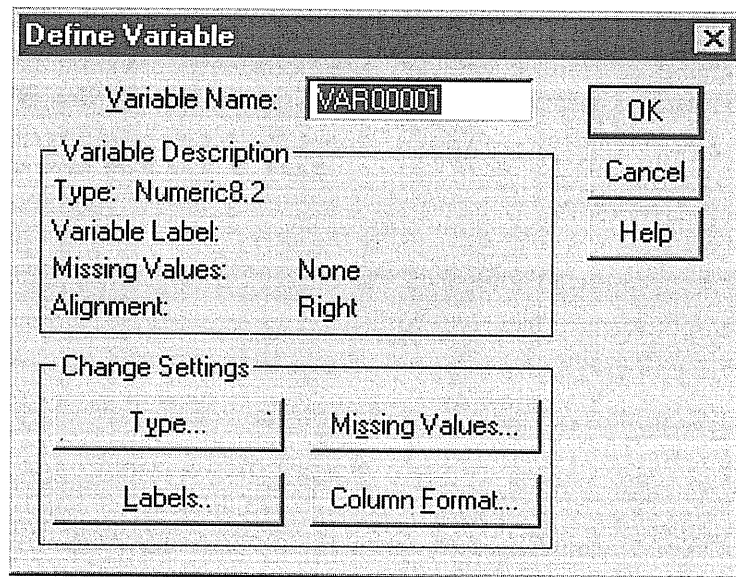 Define Variable
Variable Name: VAR00001
OK
Variable Description
Cancel
Type: Numeric8.2
Variable Label:
Help
Missing Values: None
Alignment: Right
Change Settings
Type... Missing Values...
Labels.. Column Format...